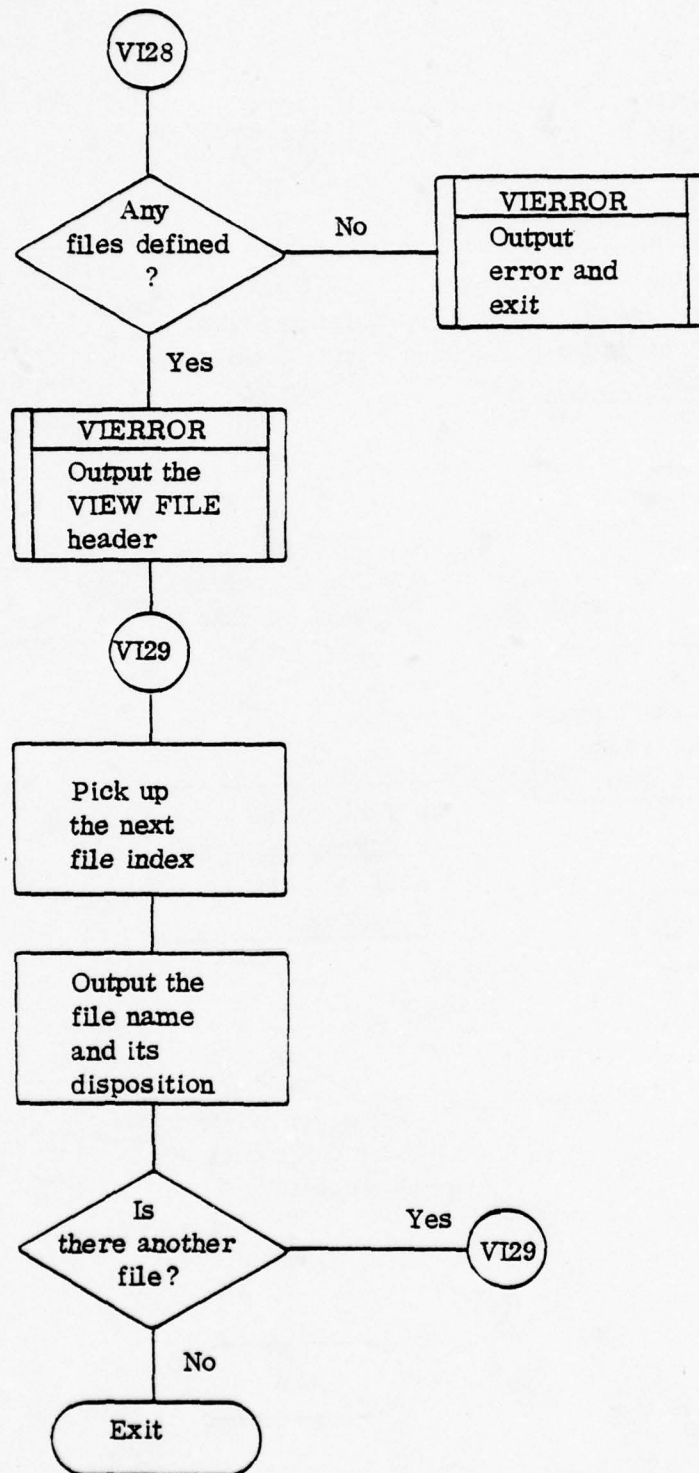 VI28
Any
files defined
?
No
VIERROR
Output
error and
exit
Yes
VIERROR
Output the
VIEW FILE
header
VI29
Pick up
the next
file index
Output the
file name
and its
disposition
Is
there another
file?
Yes
VI29
No
Exit